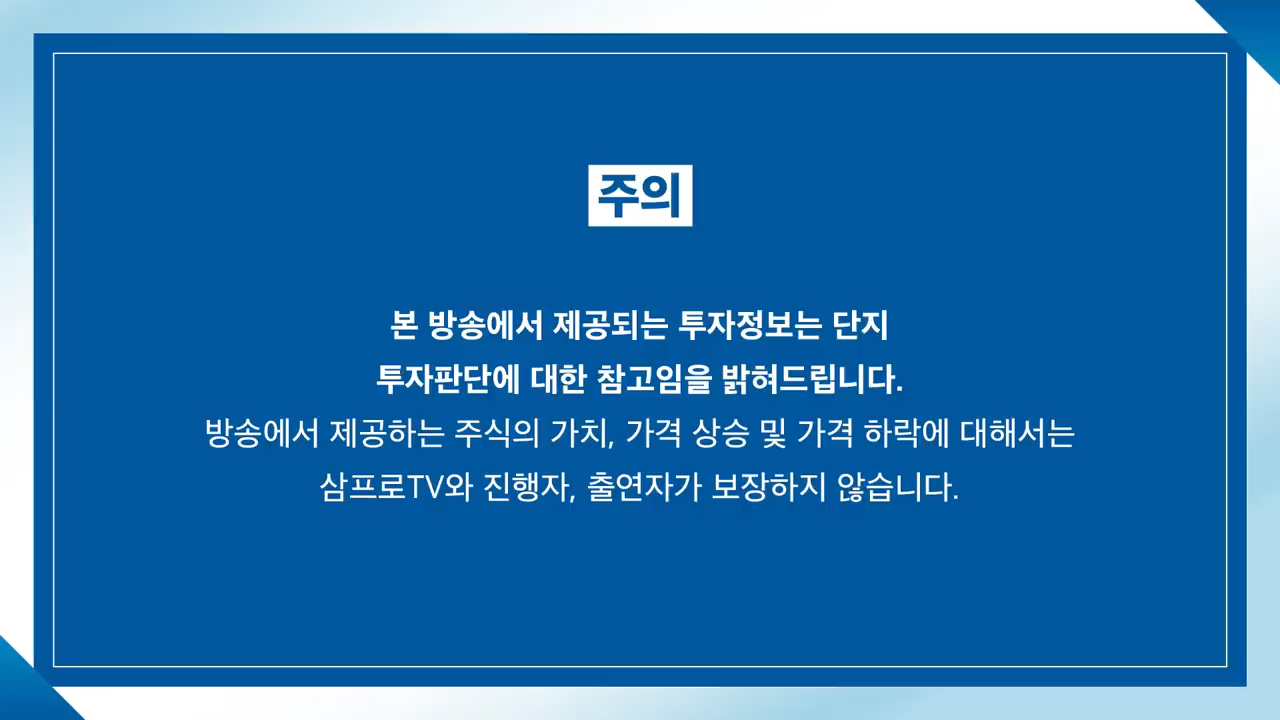 주의
본 방송에서 제공되는 투자정보는 단지
투자판단에 대한 참고임을 밝혀드립니다.
방송에서 제공하는 주식의 가치, 가격 상승 및 가격 하락에 대해서는
삼프로TV와 진행자, 출연자가 보장하지 않습니다.